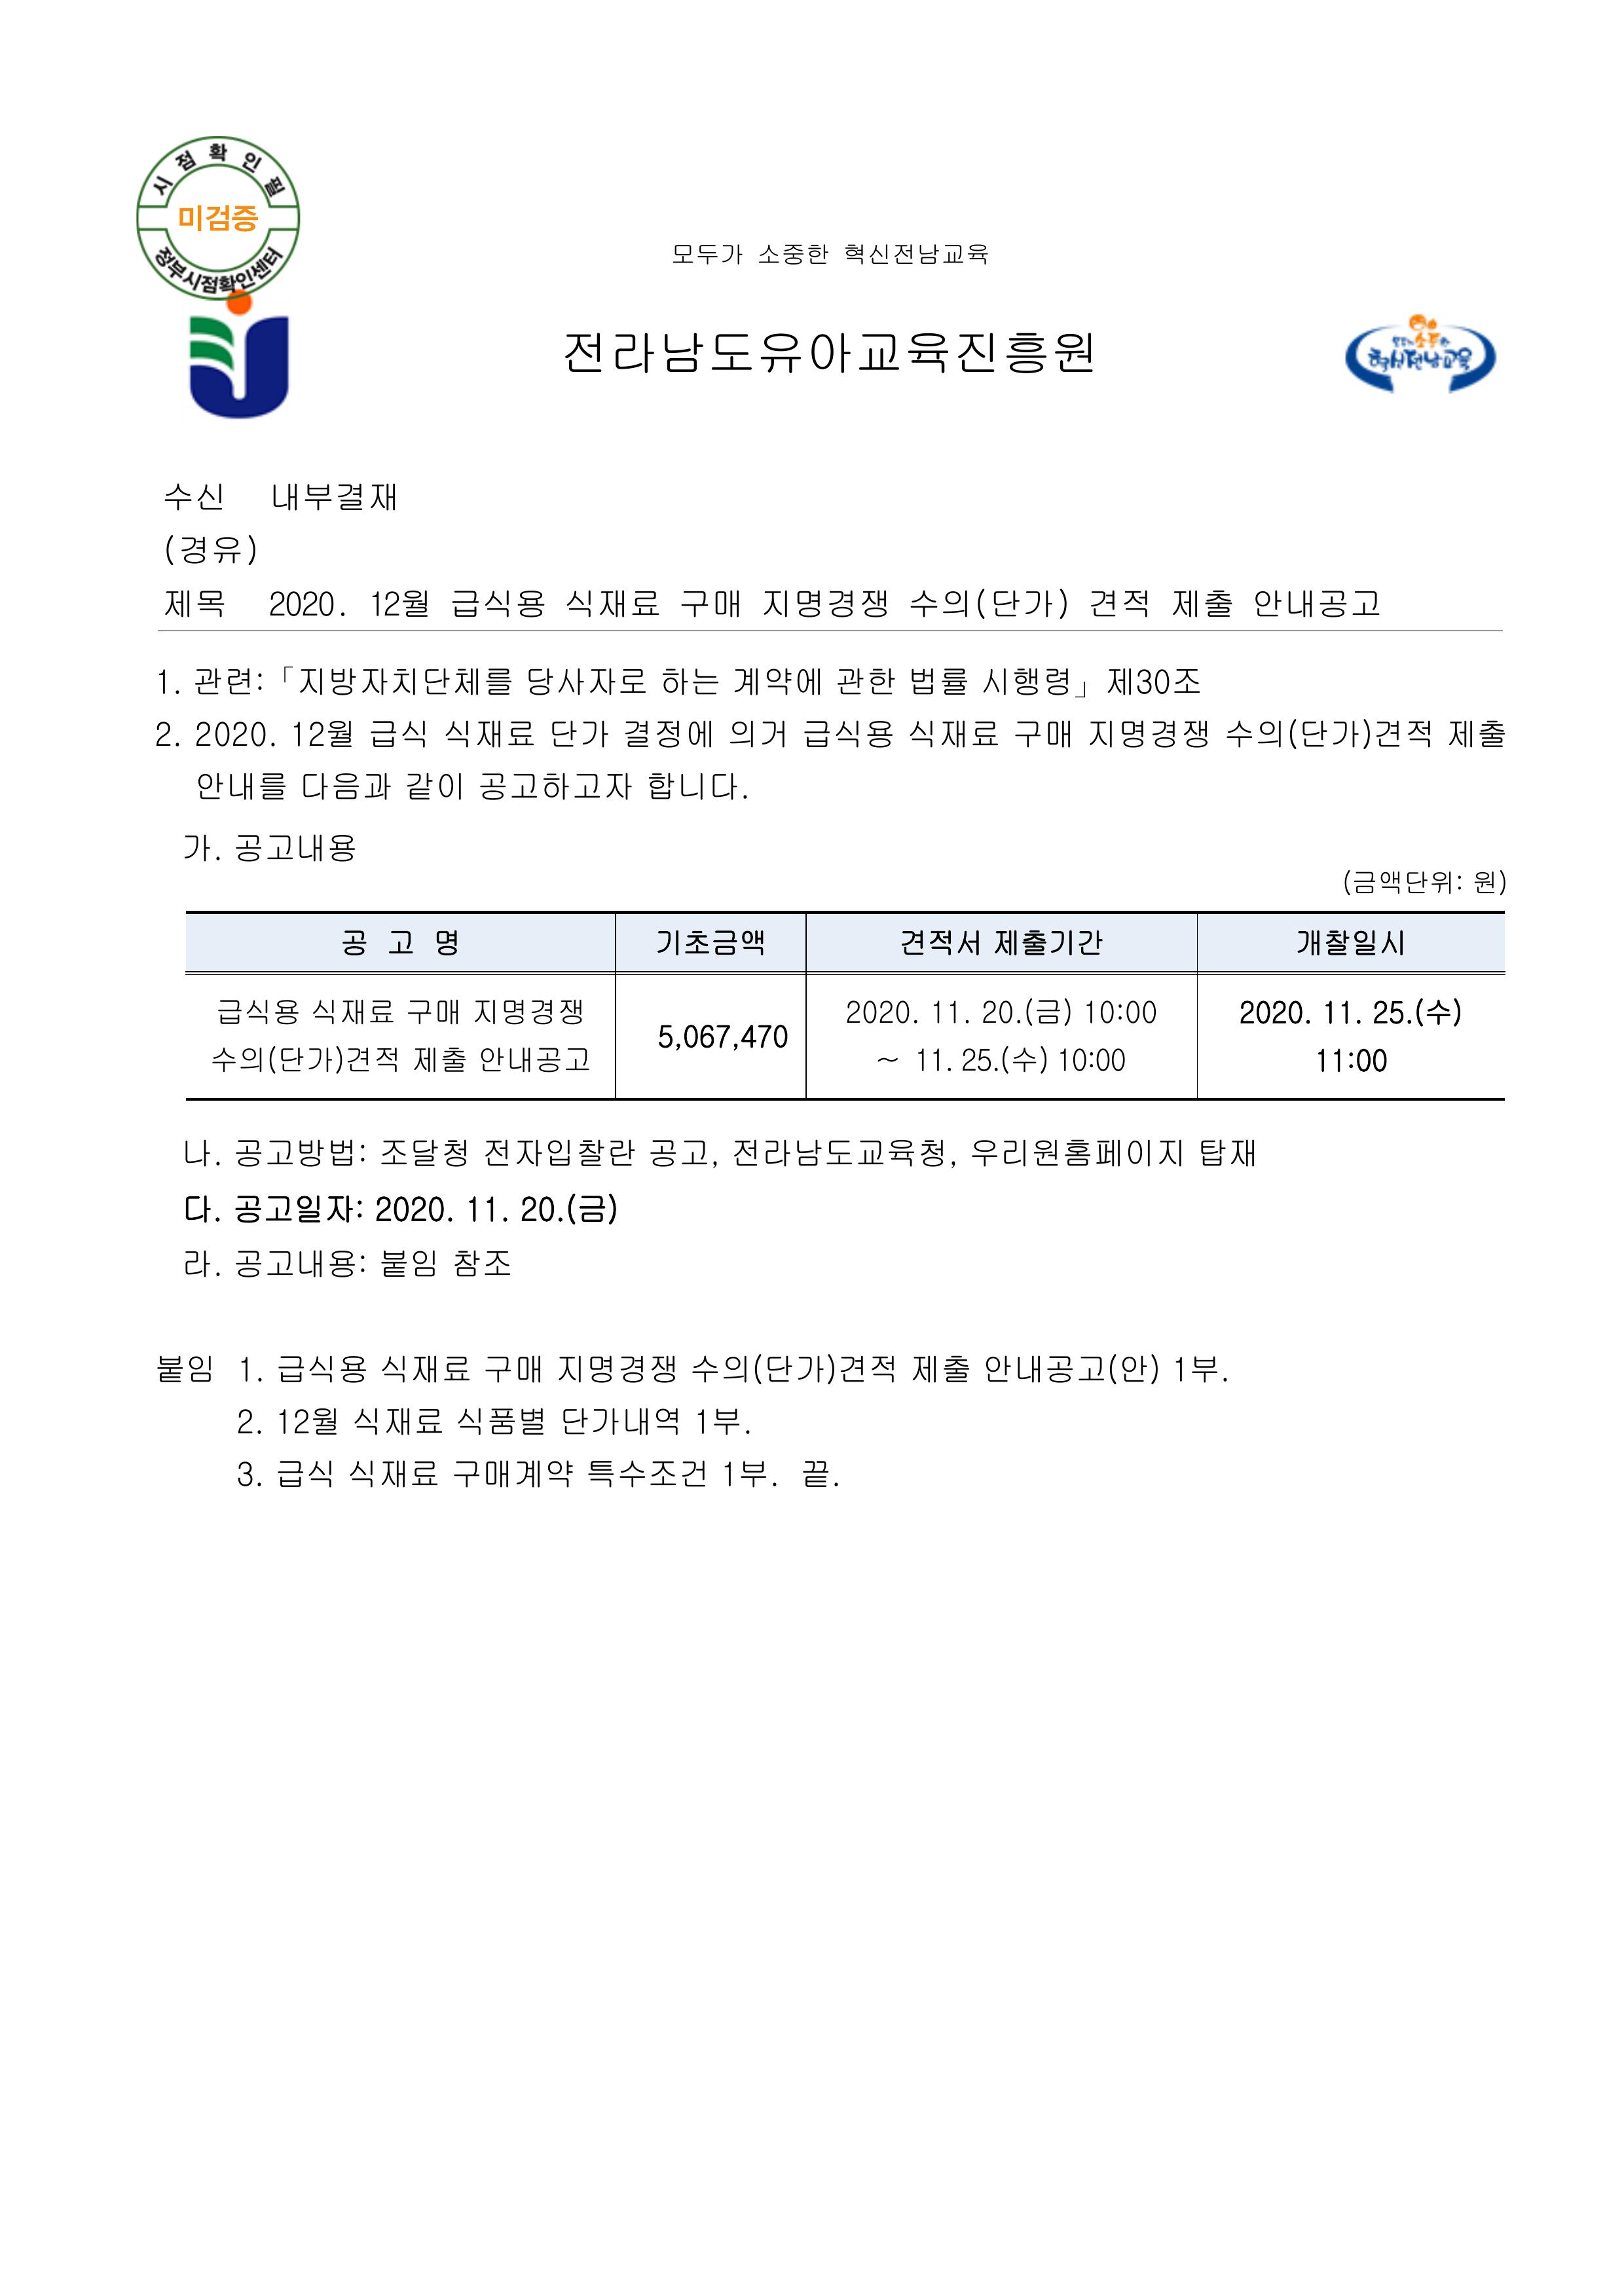 시점확인필
미검증
정부시점확인센터
모두가 소중한 혁신전남교육
전라남도유아교육진흥원
모두가 소중한
혁신전남교육
수신 내부결재
(경유)
제목 2020. 12월 급식용 식재료 구매 지명경쟁 수의(단가) 견적 제출 안내공고
1. 관련:「지방자치단체를 당사자로 하는 계약에 관한 법률 시행령」제30조
2. 2020. 12월 급식 식재료 단가 결정에 의거 급식용 식재료 구매 지명경쟁 수의(단가)견적 제출
안내를 다음과 같이 공고하고자 합니다.
가. 공고내용
(금액단위: 원)
공 고 명 기초금액 견적서 제출기간 개찰일시
급식용 식재료 구매 지명경쟁
수의(단가)견적 제출 안내공고
5,067,470
2020. 11. 20.(금) 10:00
~ 11. 25.(수) 10:00
2020. 11. 25.(수)
11:00
나. 공고방법: 조달청 전자입찰란 공고, 전라남도교육청, 우리원홈페이지 탑재
다. 공고일자: 2020. 11. 20.(금)
라. 공고내용: 붙임 참조
붙임 1. 급식용 식재료 구매 지명경쟁 수의(단가)견적 제출 안내공고(안) 1부.
2. 12월 식재료 식품별 단가내역 1부.
3. 급식 식재료 구매계약 특수조건 1부. 끝.